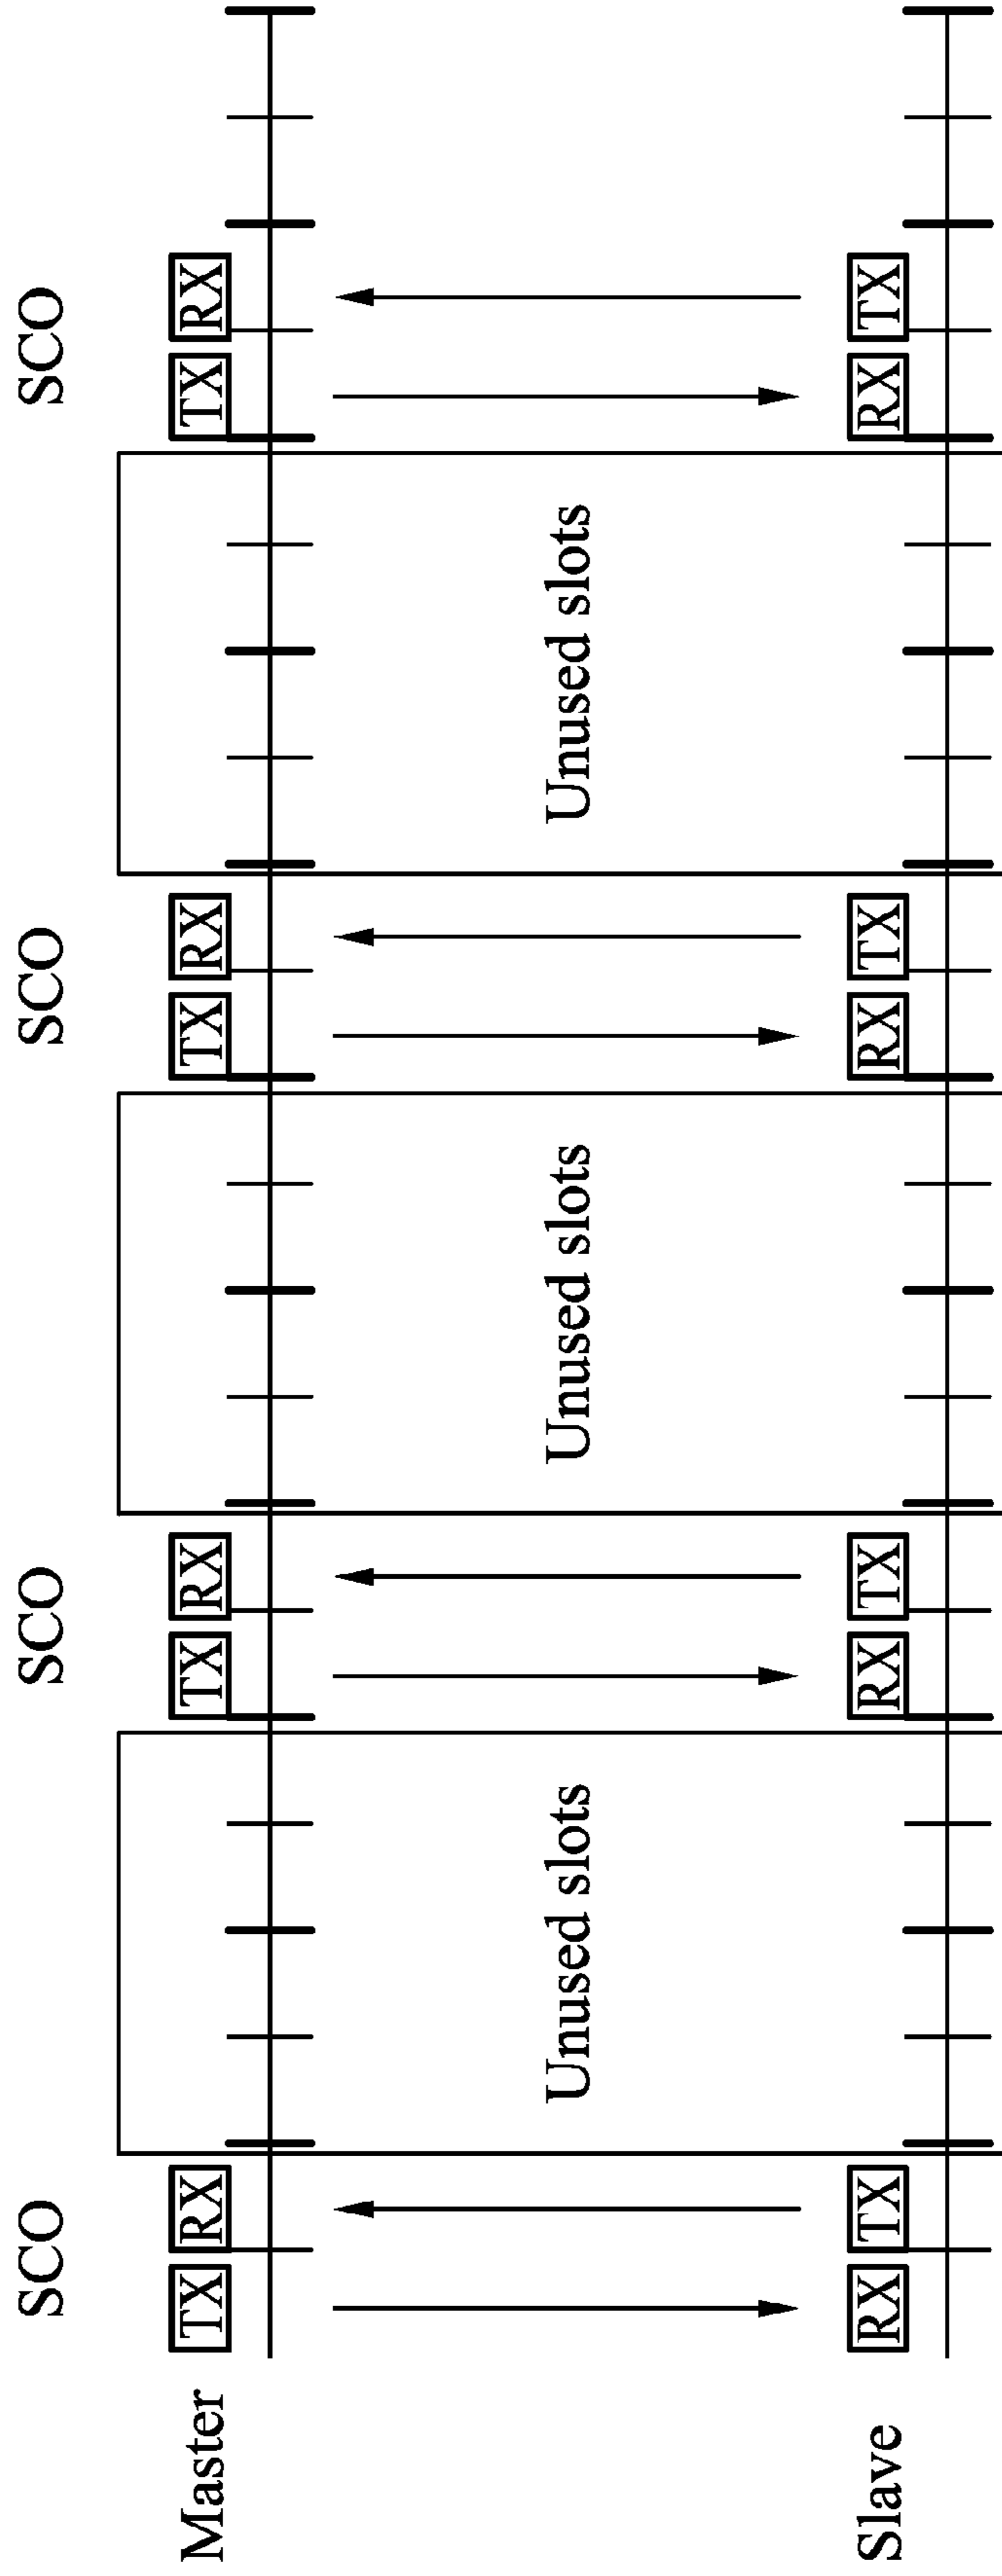 SCO SCO SCO SCO
Master TX RX TX RX TX RX TX RX
Unused slots Unused slots Unused slots
Slave RX TX RX TX RX TX RX TX